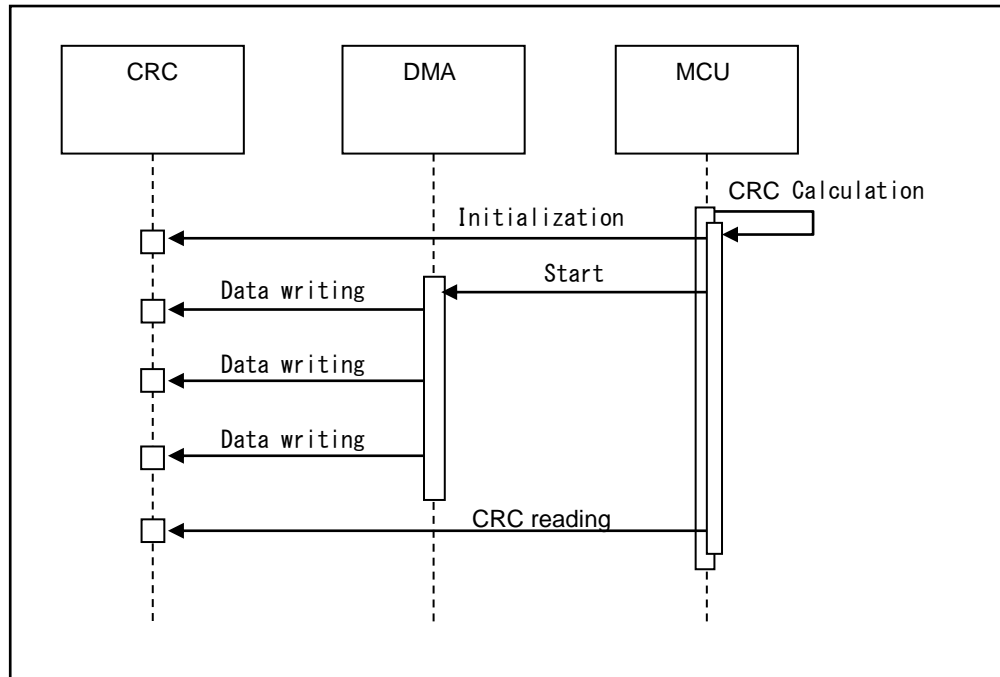 CRC
DMA
MCU
CRC Calculation
Initialization
Start
Data writing
Data writing
Data writing
CRC reading